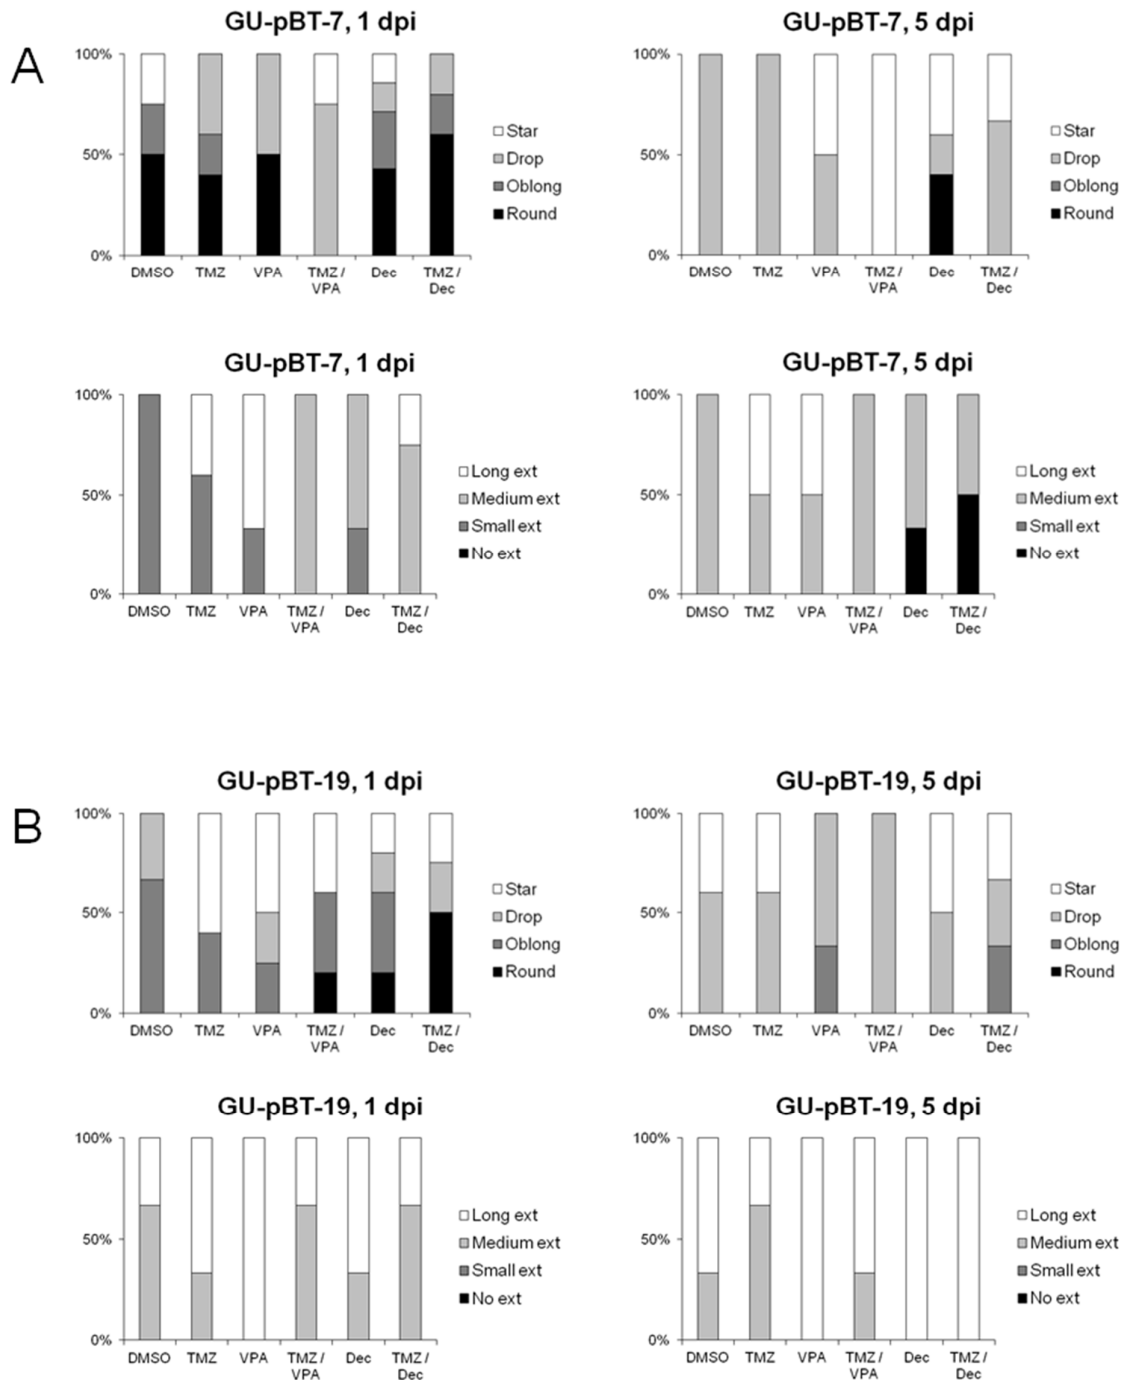 A
GU-pBT-7, 1 dpi
100%
50%
0%
DMSO TMZ VPA TMZ / VPA Dec TMZ / Dec
Star
Drop
Oblong
Round
GU-pBT-7, 5 dpi
100%
50%
0%
DMSO TMZ VPA TMZ / VPA Dec TMZ / Dec
Star
Drop
Oblong
Round
GU-pBT-7, 1 dpi
100%
50%
0%
DMSO TMZ VPA TMZ / VPA Dec TMZ / Dec
Long ext
Medium ext
Small ext
No ext
GU-pBT-7, 5 dpi
100%
50%
0%
DMSO TMZ VPA TMZ / VPA Dec TMZ / Dec
Long ext
Medium ext
Small ext
No ext
B
GU-pBT-19, 1 dpi
100%
50%
0%
DMSO TMZ VPA TMZ / VPA Dec TMZ / Dec
Star
Drop
Oblong
Round
GU-pBT-19, 5 dpi
100%
50%
0%
DMSO TMZ VPA TMZ / VPA Dec TMZ / Dec
Star
Drop
Oblong
Round
GU-pBT-19, 1 dpi
100%
50%
0%
DMSO TMZ VPA TMZ / VPA Dec TMZ / Dec
Long ext
Medium ext
Small ext
No ext
GU-pBT-19, 5 dpi
100%
50%
0%
DMSO TMZ VPA TMZ / VPA Dec TMZ / Dec
Long ext
Medium ext
Small ext
No ext